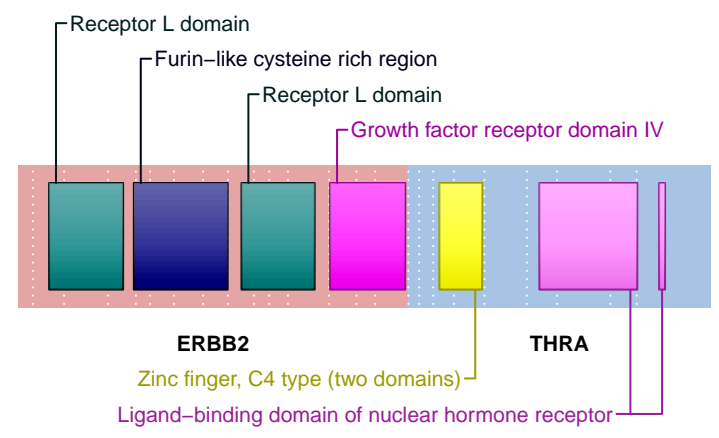 Receptor L domain
Furin−like cysteine rich region
Receptor L domain
Growth factor receptor domain IV
ERBB2
THRA
Zinc finger, C4 type (two domains)
Ligand−binding domain of nuclear hormone receptor